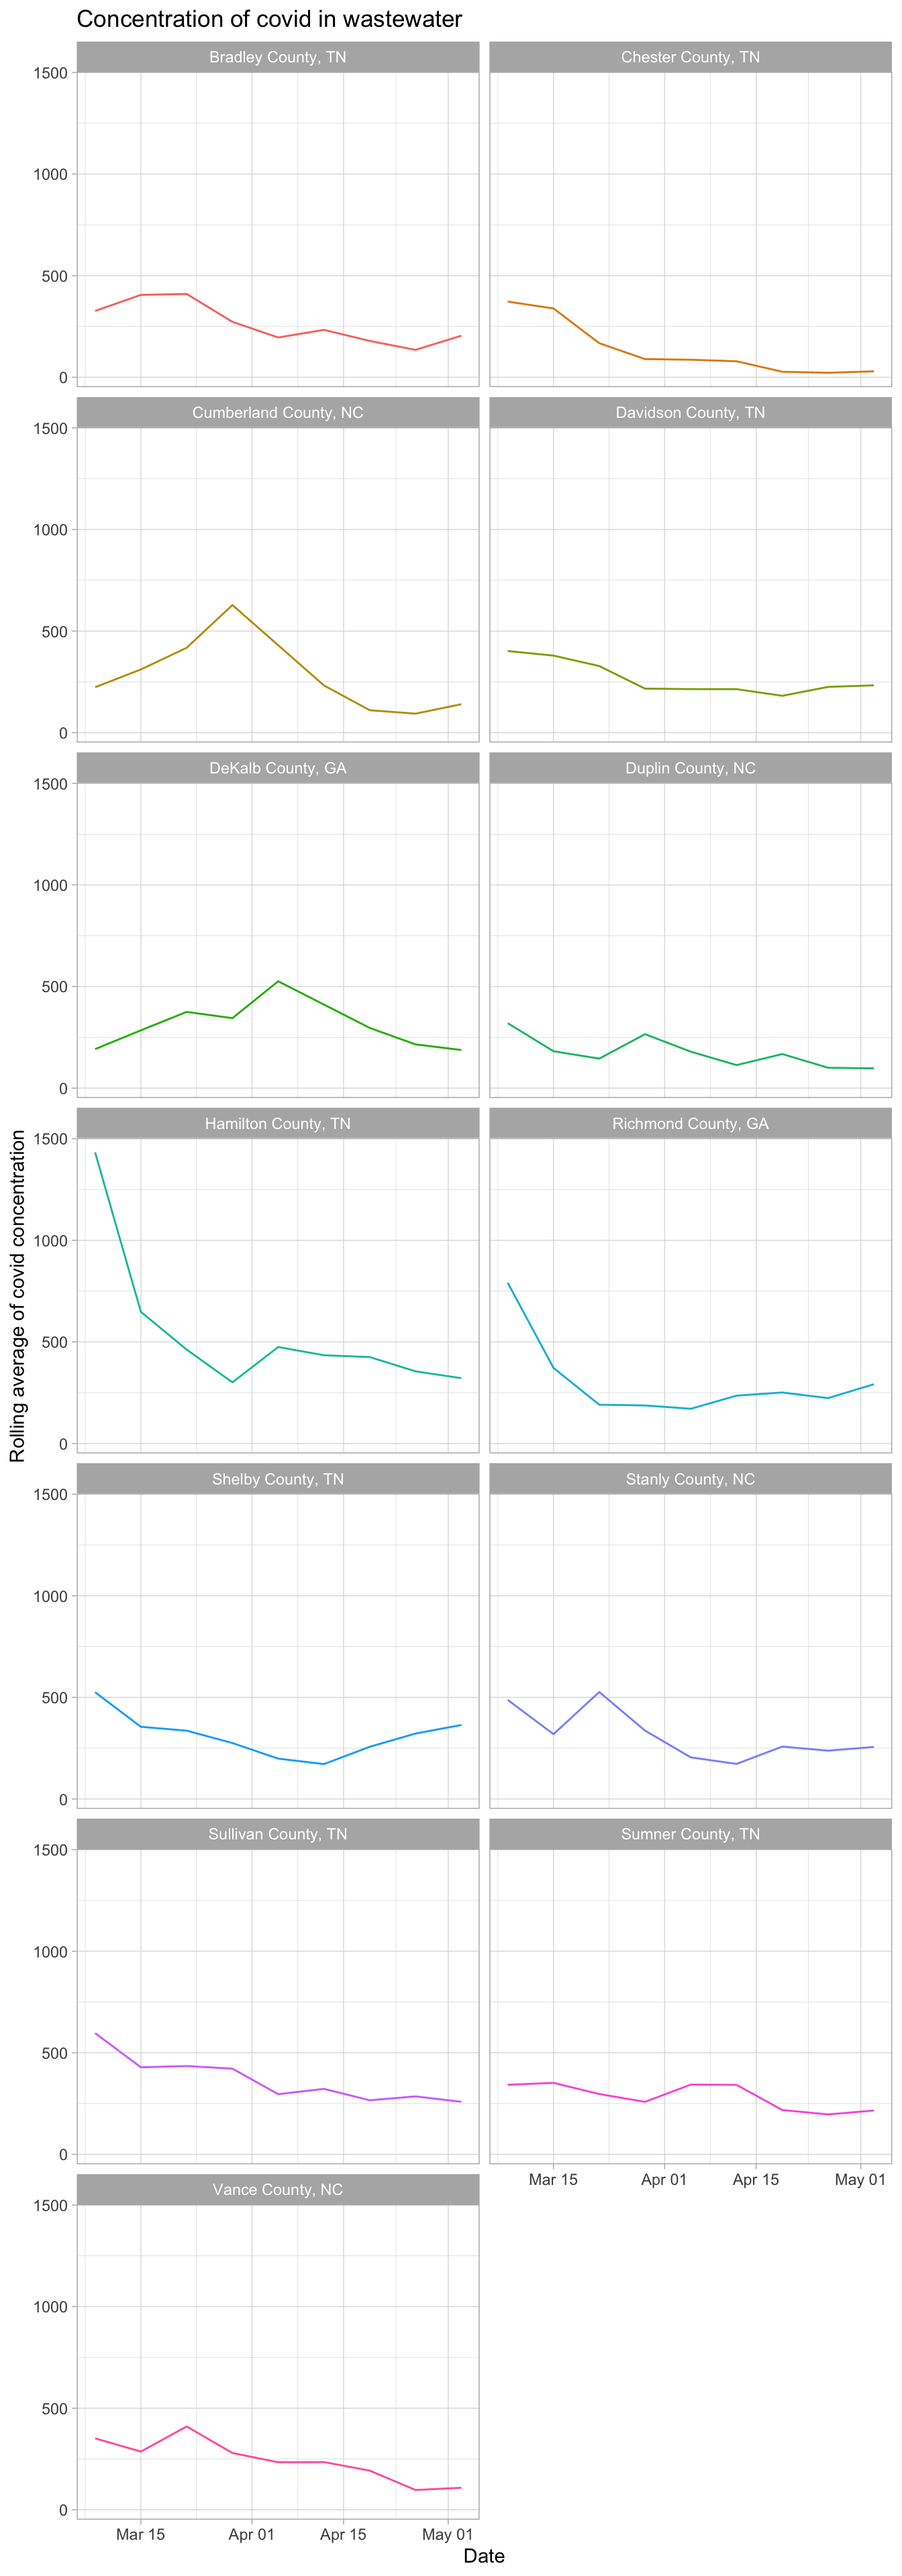 Concentration of covid in wastewater
Bradley County, TN
Chester County, TN
1500
1000
500
0
Cumberland County, NC
Davidson County, TN
1500
1000
500
0
DeKalb County, GA
Duplin County, NC
1500
1000
500
0
Hamilton County, TN
Richmond County, GA
1500
1000
500
0
Rolling average of covid concentration
Shelby County, TN
Stanly County, NC
1500
1000
500
0
Sullivan County, TN
Sumner County, TN
1500
1000
500
0
Mar 15 Apr 01 Apr 15 May 01
Vance County, NC
1500
1000
500
0
Mar 15 Apr 01 Apr 15 May 01
Date